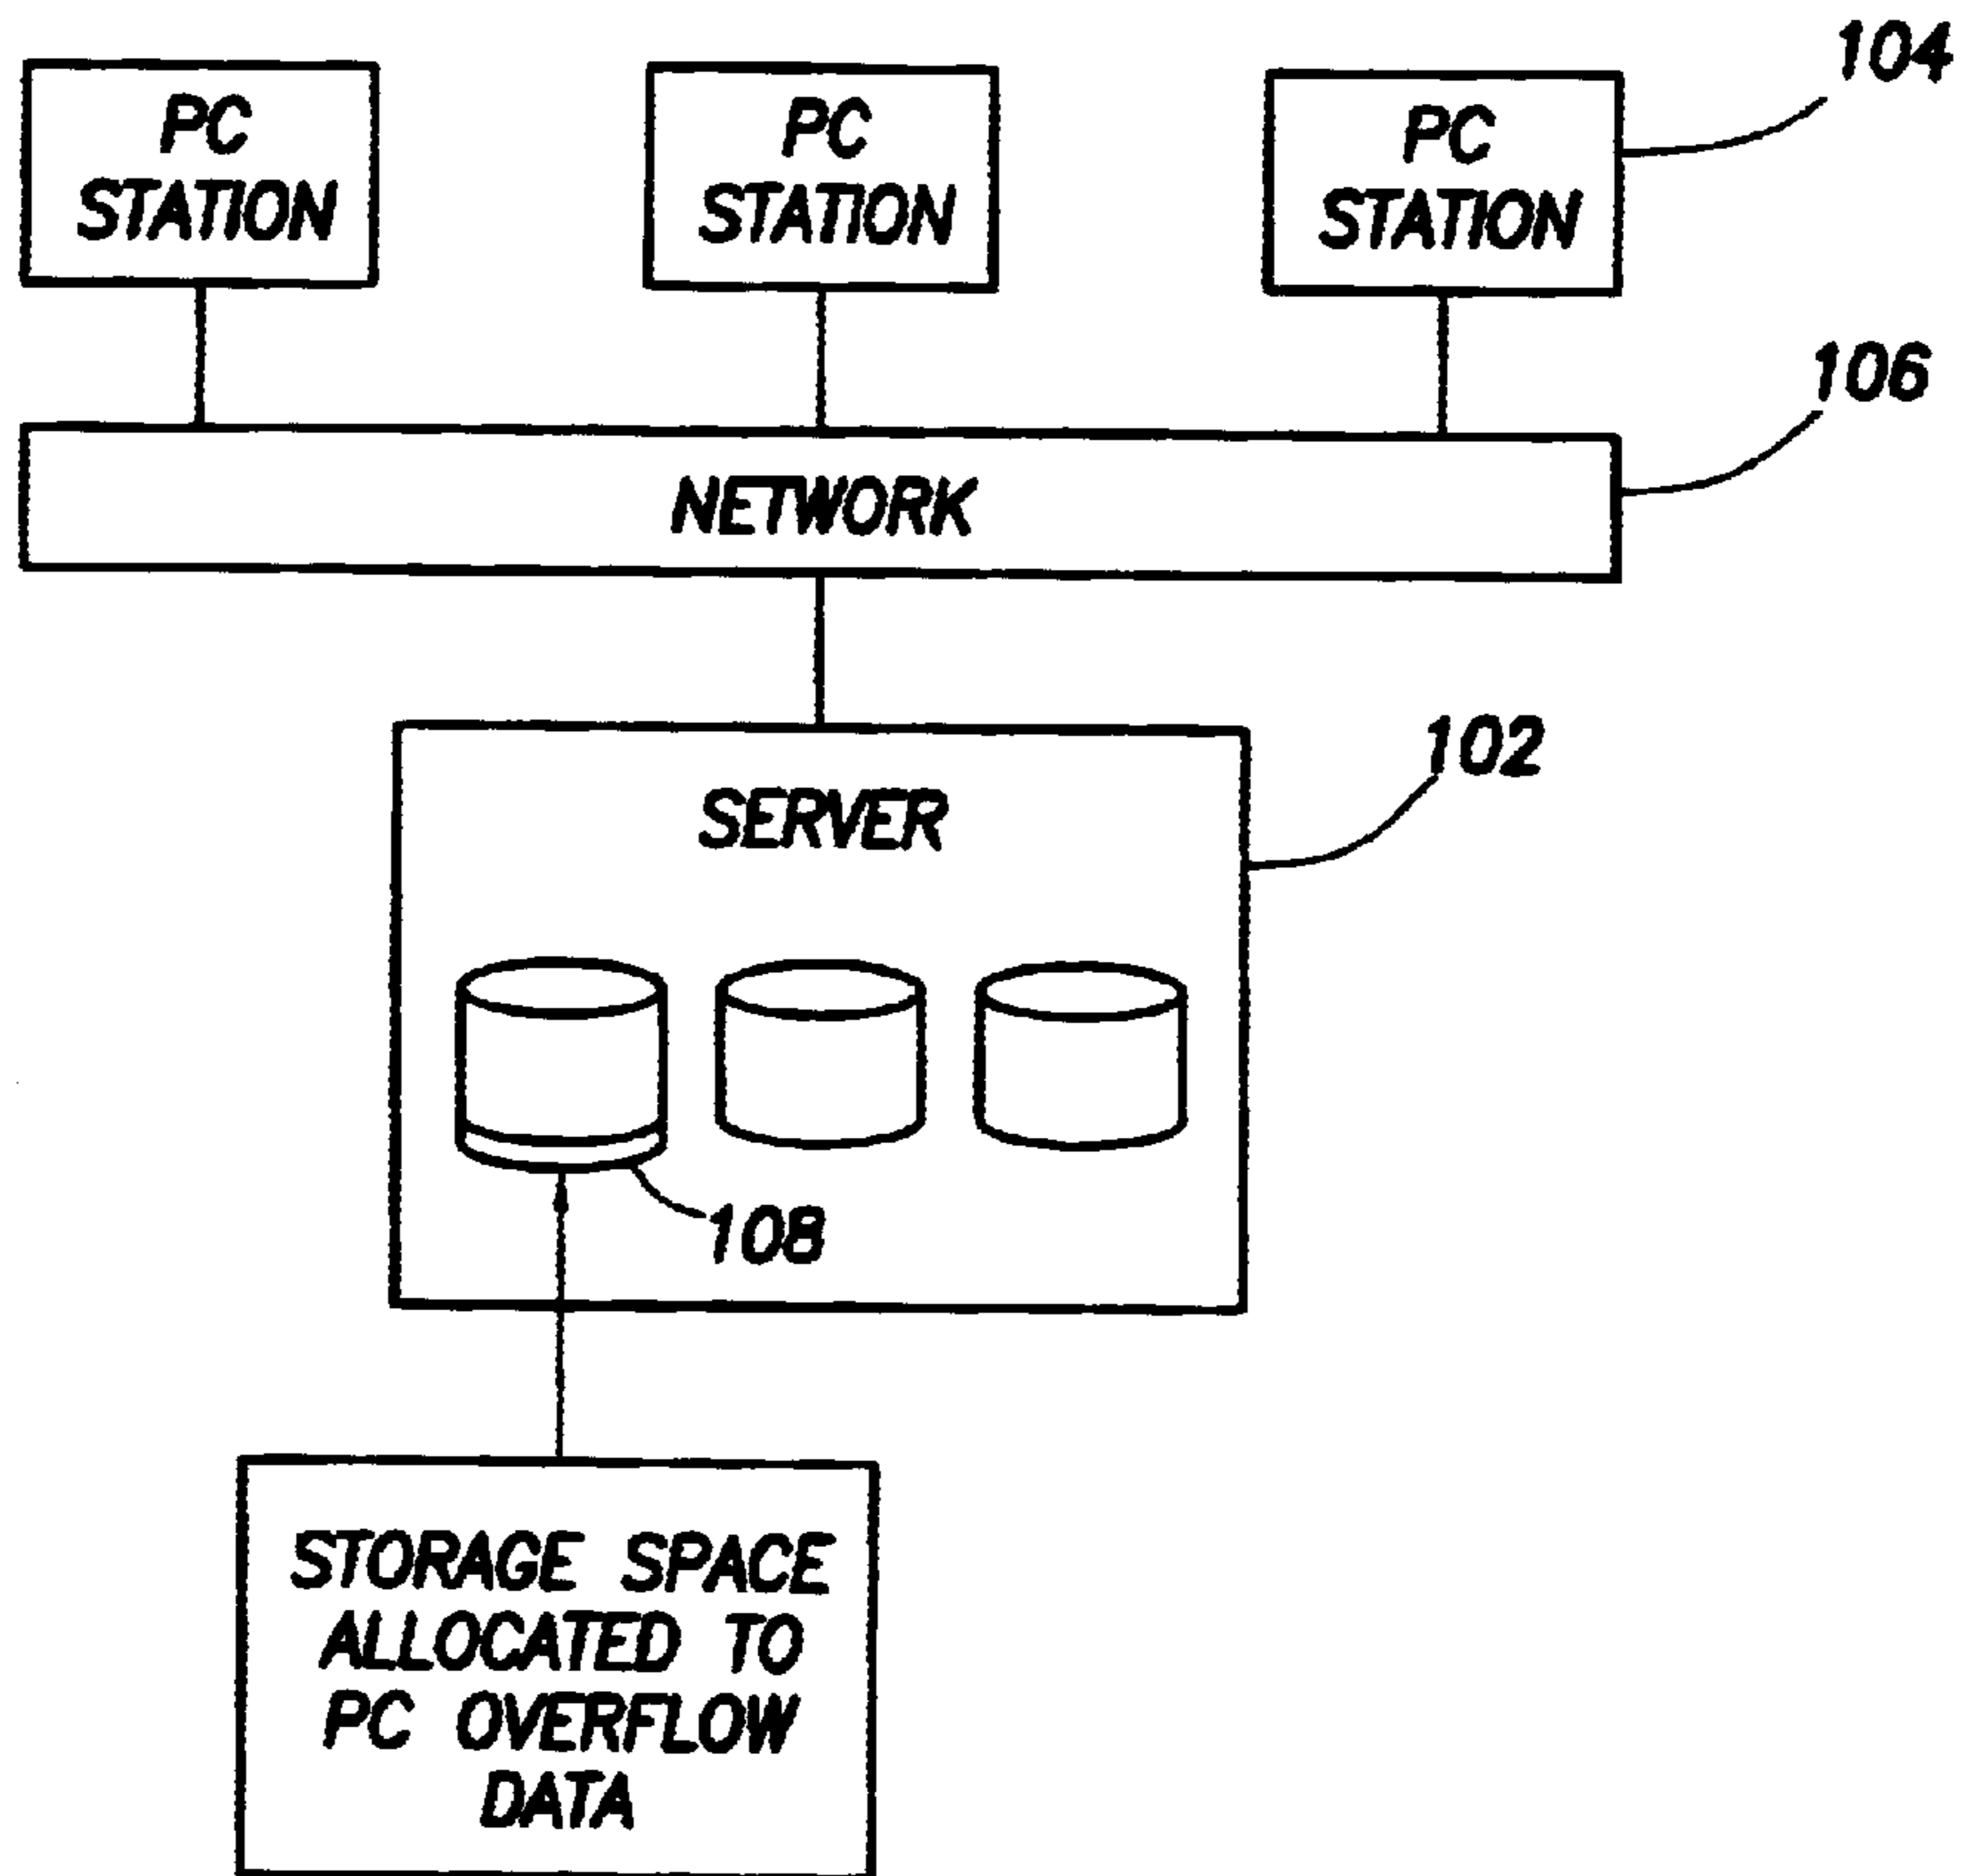 104
PC
STATION
PC
STATION
PC
STATION
106
NETWORK
102
SERVER
108
STORAGE SPACE
ALLOCATED TO
PC OVERFLOW
DATA